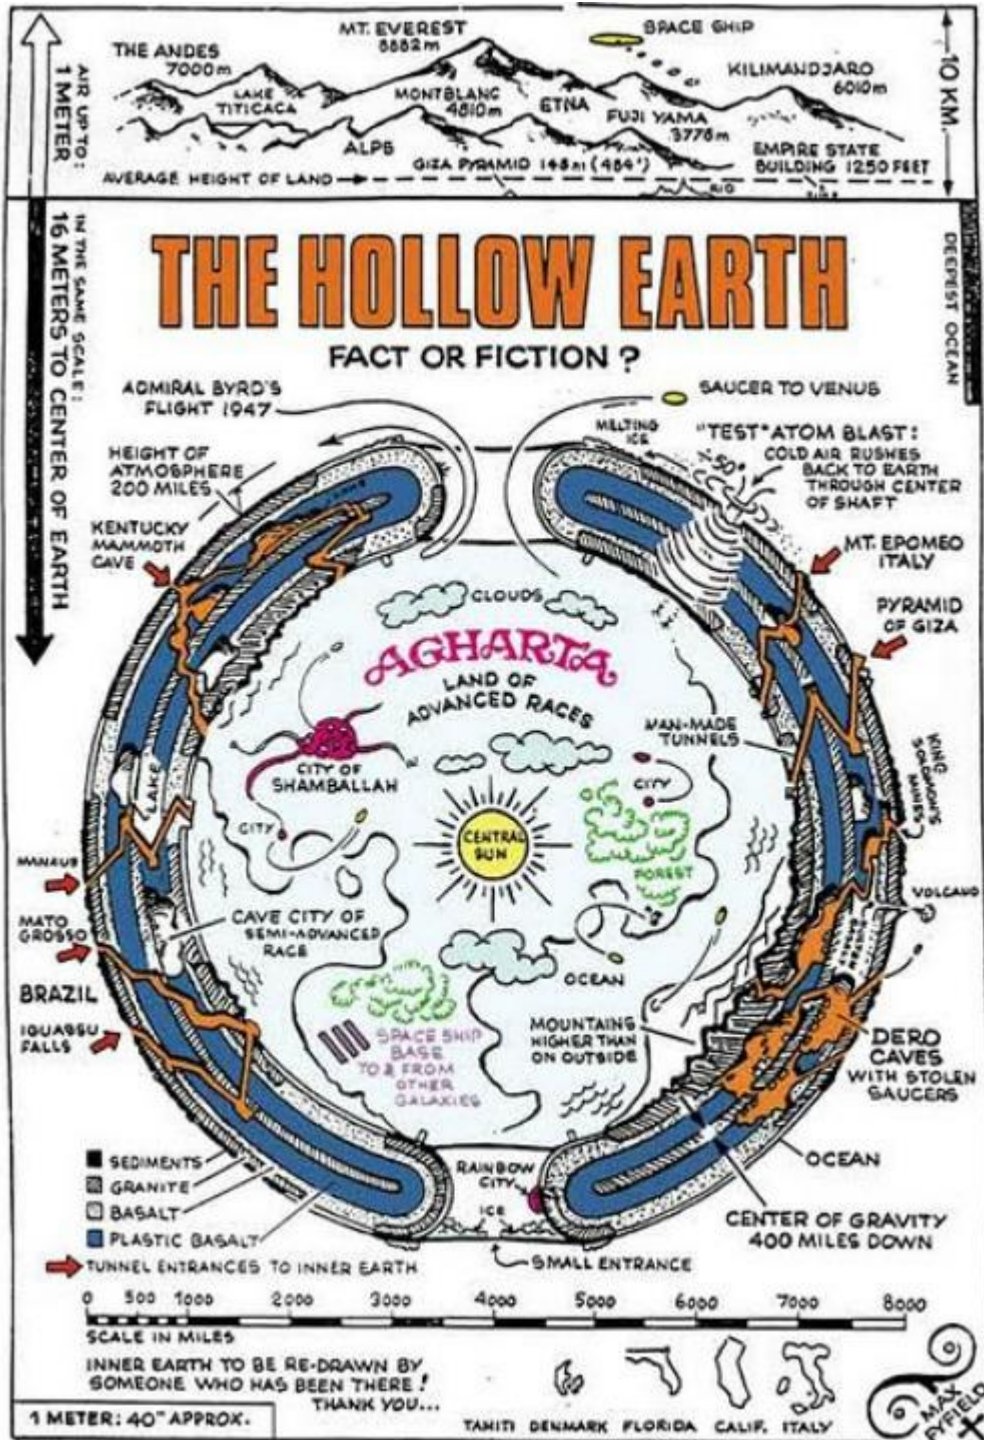 MT. EVEREST
8882m
SPACE SHIP
THE ANDES
7000m
KILIMANDJARO
6010m
LAKE
TITICACA
MONTBLANC
4810m
ETNA
FUJI YAMA
3776m
ALPS
GIZA PYRAMID 148m (484')
EMPIRE STATE
BUILDING 1250 FEET
AVERAGE HEIGHT OF LAND
RIO
AIR UP TO:
1 METER
10 KM.
IN THE SAME SCALE:
16 METERS TO CENTER OF EARTH
DEEPEST OCEAN
THE HOLLOW EARTH
FACT OR FICTION ?
ADMIRAL BYRD'S
FLIGHT 1947
SAUCER TO VENUS
MELTING
ICE
"TEST" ATOM BLAST:
COLD AIR RUSHES
BACK TO EARTH
THROUGH CENTER
OF SHAFT
50°
HEIGHT OF
ATMOSPHERE
200 MILES
KENTUCKY
MAMMOTH
CAVE
MT. EPOMEO
ITALY
PYRAMID
OF GIZA
CLOUDS
AGHARTA
LAND OF
ADVANCED RACES
MAN-MADE
TUNNELS
CITY OF
SHAMBALLAH
CITY
CITY
LAKE
KING
SOLOMON'S
MINES
CENTRAL
SUN
FOREST
MANAUS
MATO
GROSSO
VOLCANO
CAVE CITY OF
SEMI-ADVANCED
RACE
OCEAN
BRAZIL
IGUASSU
FALLS
SPACE SHIP
BASE
TO & FROM
OTHER
GALAXIES
MOUNTAINS
HIGHER THAN
ON OUTSIDE
DERO
CAVES
WITH STOLEN
SAUCERS
SEDIMENTS
GRANITE
BASALT
PLASTIC BASALT
TUNNEL ENTRANCES TO INNER EARTH
RAINBOW
CITY
ICE
SMALL ENTRANCE
OCEAN
CENTER OF GRAVITY
400 MILES DOWN
0 500 1000 2000 3000 4000 5000 6000 7000 8000
SCALE IN MILES
INNER EARTH TO BE RE-DRAWN BY
SOMEONE WHO HAS BEEN THERE!
THANK YOU...
1 METER: 40" APPROX.
TAHITI DENMARK FLORIDA CALIF. ITALY
MAX
FYFIELD